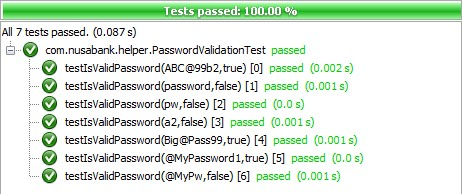 Tests passed: 100.00 %
All 7 tests passed. (0.087 s)
com.nusabank.helper.PasswordValidationTest passed
testIsValidPassword(ABC@99b2,true) [0] passed (0.002 s)
testIsValidPassword(password,false) [1] passed (0.001 s)
testIsValidPassword(pw,false) [2] passed (0.0 s)
testIsValidPassword(a2,false) [3] passed (0.001 s)
testIsValidPassword(Big@Pass99,true) [4] passed (0.001 s)
testIsValidPassword(@MyPassword1,true) [5] passed (0.0 s)
testIsValidPassword(@MyPw,false) [6] passed (0.001 s)